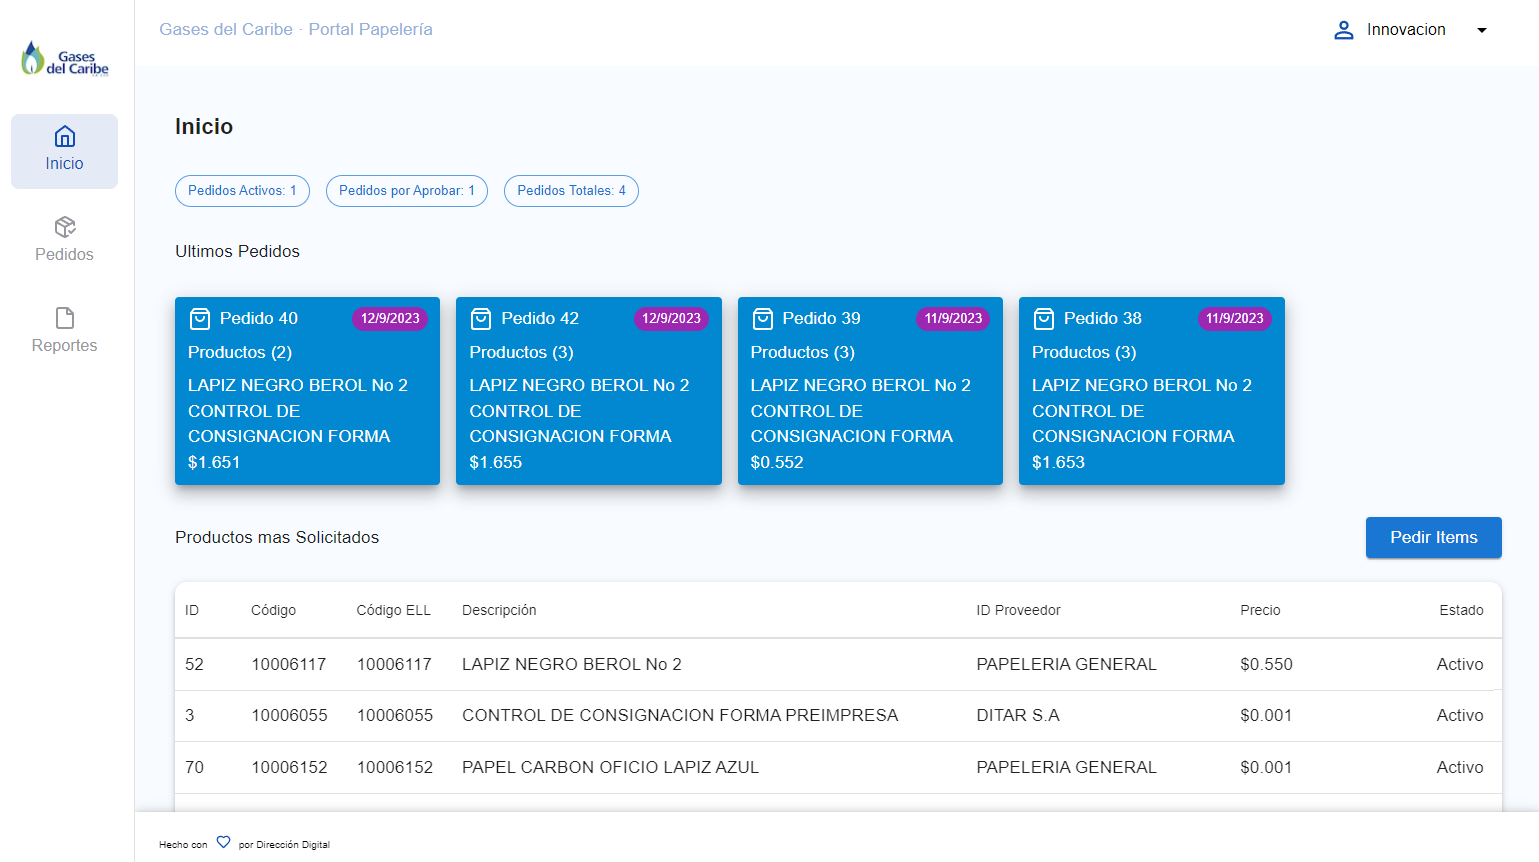 Gases
del Caribe
Inicio
Pedidos
Reportes
Gases del Caribe · Portal Papelería
Innovacion
Inicio
Pedidos Activos: 1
Pedidos por Aprobar: 1
Pedidos Totales: 4
Ultimos Pedidos
Pedido 40 12/9/2023
Productos (2)
LAPIZ NEGRO BEROL No 2
CONTROL DE
CONSIGNACION FORMA
$1.651
Pedido 42 12/9/2023
Productos (3)
LAPIZ NEGRO BEROL No 2
CONTROL DE
CONSIGNACION FORMA
$1.655
Pedido 39 11/9/2023
Productos (3)
LAPIZ NEGRO BEROL No 2
CONTROL DE
CONSIGNACION FORMA
$0.552
Pedido 38 11/9/2023
Productos (3)
LAPIZ NEGRO BEROL No 2
CONTROL DE
CONSIGNACION FORMA
$1.653
Productos mas Solicitados
Pedir Items
ID Código Código ELL Descripción ID Proveedor Precio Estado
52 10006117 10006117 LAPIZ NEGRO BEROL No 2 PAPELERIA GENERAL $0.550 Activo
3 10006055 10006055 CONTROL DE CONSIGNACION FORMA PREIMPRESA DITAR S.A $0.001 Activo
70 10006152 10006152 PAPEL CARBON OFICIO LAPIZ AZUL PAPELERIA GENERAL $0.001 Activo
Hecho con por Dirección Digital